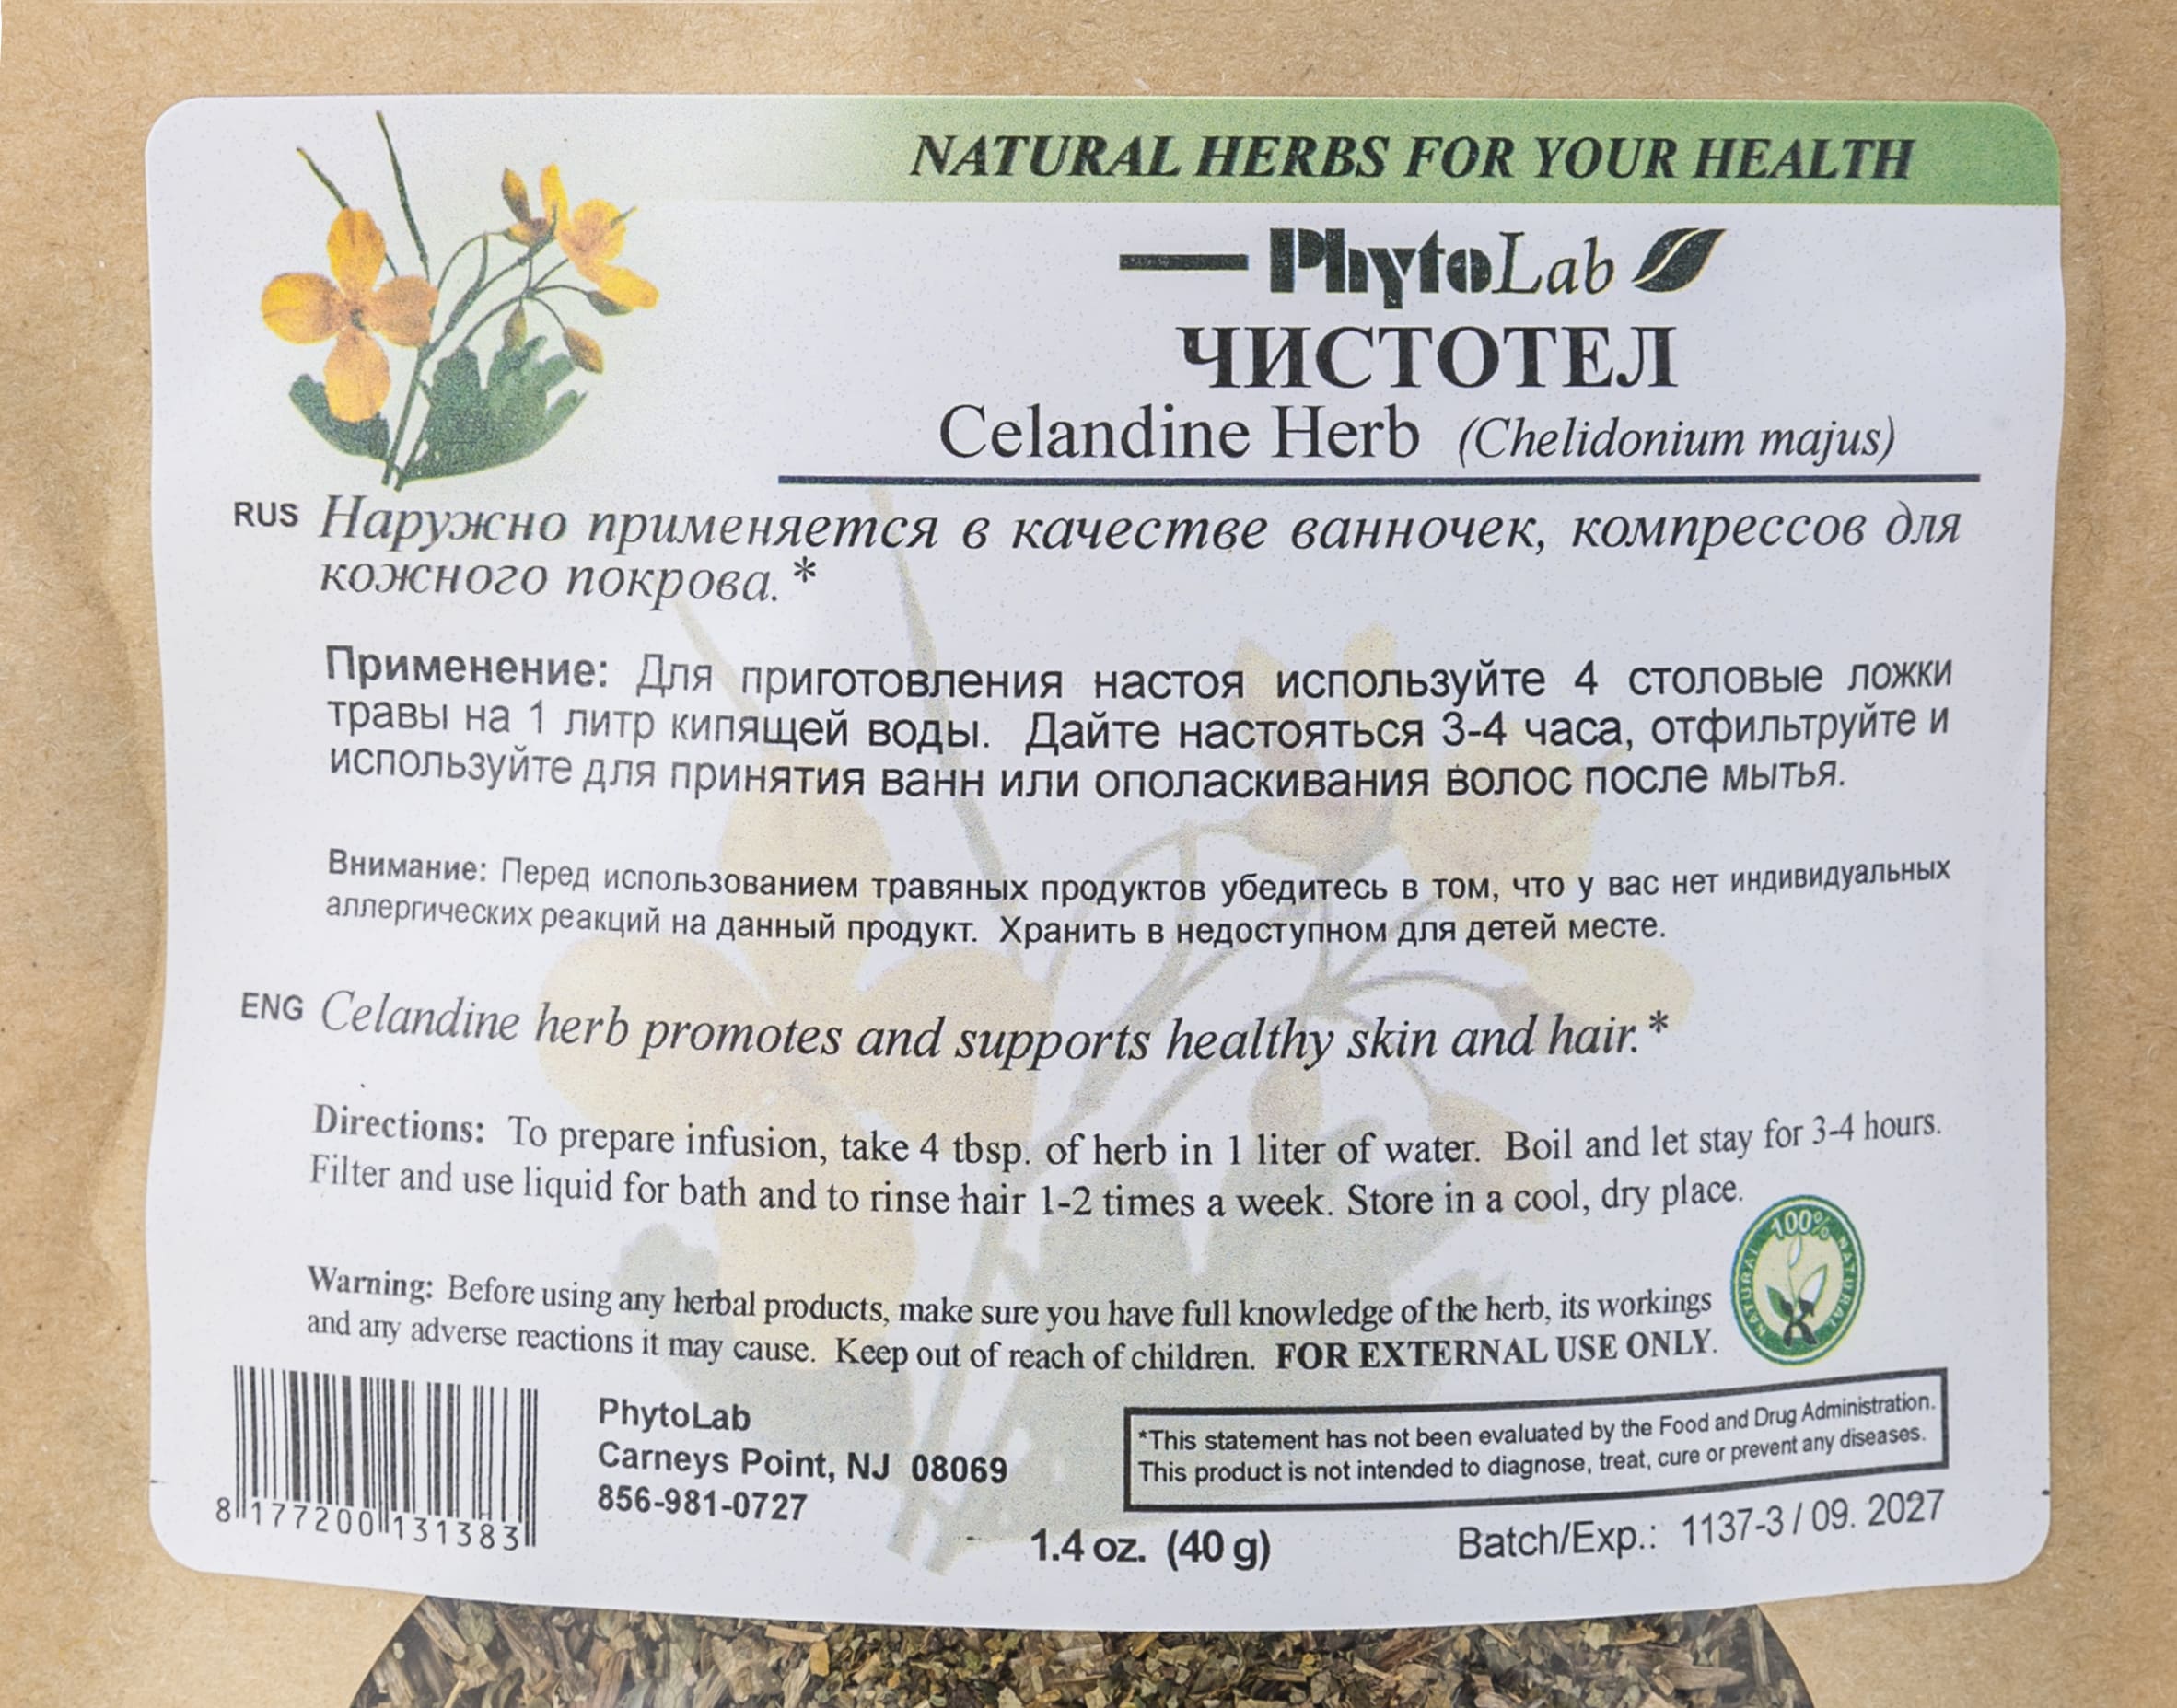 NATURAL HERBS FOR YOUR HEALTH
PhytoLab
ЧИСТОТЕЛ
Celandine Herb (Chelidonium majus)
RUS Наружно применяется в качестве ванночек, компрессов для
кожного покрова.*
Применение: Для приготовления настоя используйте 4 столовые ложки
травы на 1 литр кипящей воды. Дайте настояться 3-4 часа, отфильтруйте и
используйте для принятия ванн или ополаскивания волос после мытья.
Внимание: Перед использованием травяных продуктов убедитесь в том, что у вас нет индивидуальных
аллергических реакций на данный продукт. Хранить в недоступном для детей месте.
ENG Celandine herb promotes and supports healthy skin and hair.*
Directions: To prepare infusion, take 4 tbsp. of herb in 1 liter of water. Boil and let stay for 3-4 hours.
Filter and use liquid for bath and to rinse hair 1-2 times a week. Store in a cool, dry place.
100%
NATURAL NATURAL
Warning: Before using any herbal products, make sure you have full knowledge of the herb, its workings
and any adverse reactions it may cause. Keep out of reach of children. FOR EXTERNAL USE ONLY.
8 177200 131383
PhytoLab
Carneys Point, NJ 08069
856-981-0727
*This statement has not been evaluated by the Food and Drug Administration.
This product is not intended to diagnose, treat, cure or prevent any diseases.
1.4 oz. (40 g)
Batch/Exp.: 1137-3 / 09. 2027